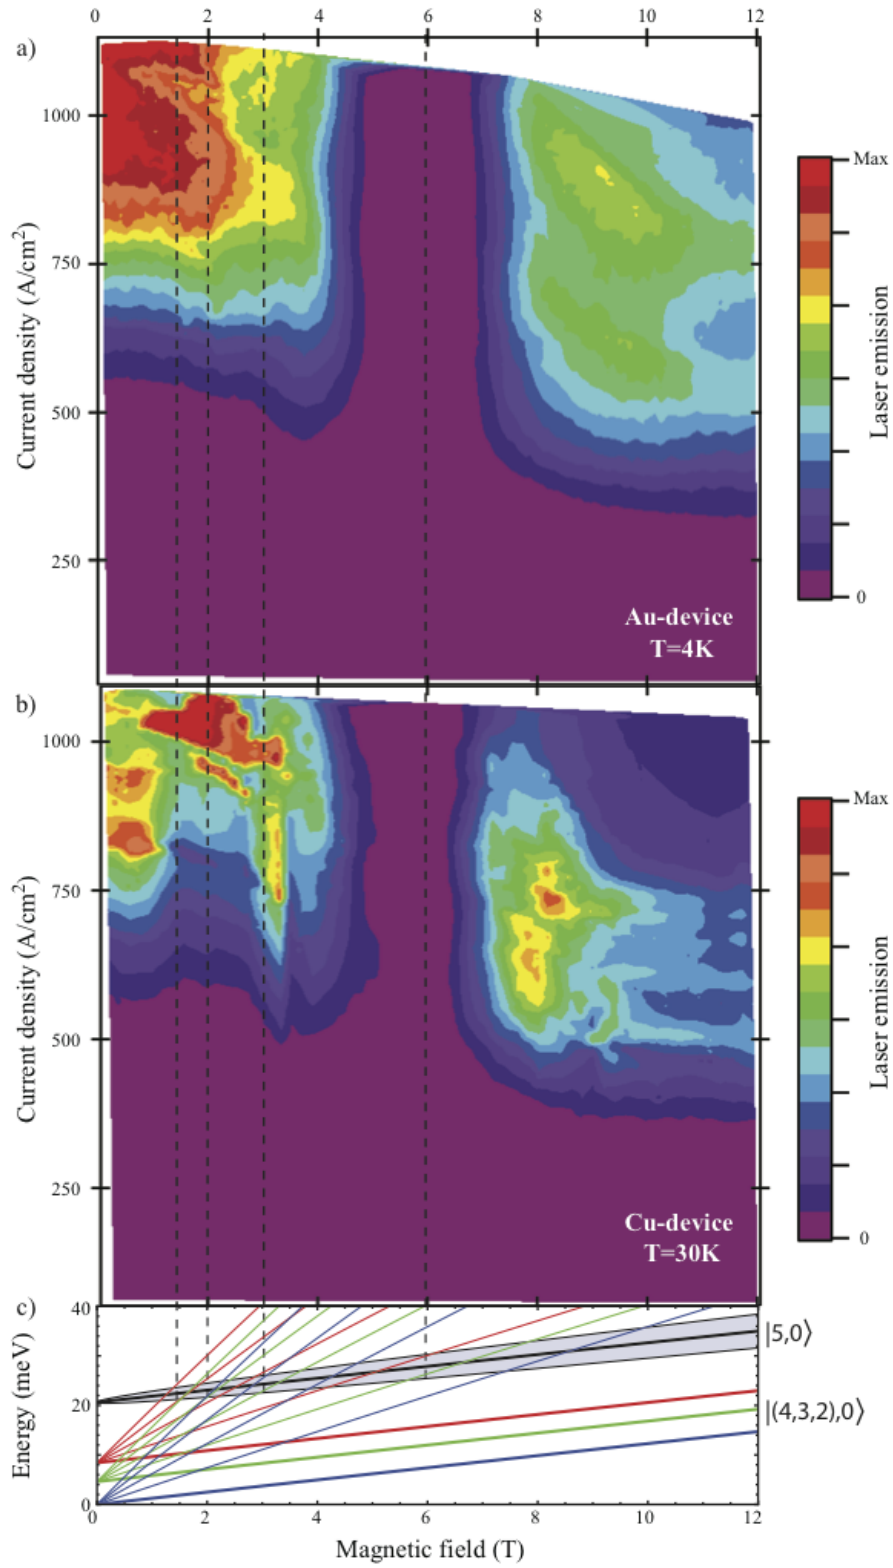 0 2 4 6 8 10 12
a)
1000
750
500
250
Current density (A/cm²)
Au-device
T=4K
Max
0
Laser emission
b)
1000
750
500
250
Current density (A/cm²)
Cu-device
T=30K
Max
0
Laser emission
c)
40
20
0
Energy (meV)
|5,0⟩
|(4,3,2),0⟩
0 2 4 6 8 10 12
Magnetic field (T)